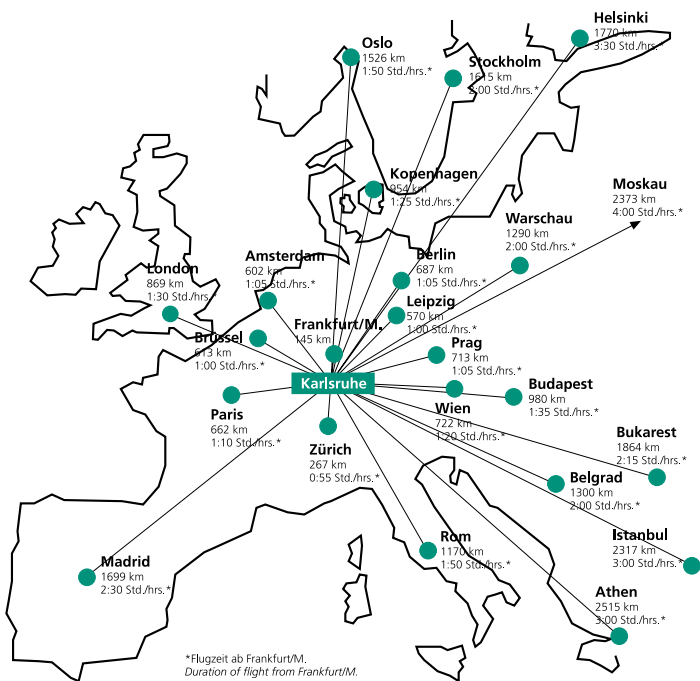 Helsinki
1770 km
3:30 Std./hrs.*
Oslo
1526 km
1:50 Std./hrs.*
Stockholm
1615 km
2:00 Std./hrs.*
Kopenhagen
954 km
1:25 Std./hrs.*
Moskau
2373 km
4:00 Std./hrs.*
Warschau
1290 km
2:00 Std./hrs.*
Amsterdam
602 km
1:05 Std./hrs.*
Berlin
687 km
1:05 Std./hrs.*
London
869 km
1:30 Std./hrs.*
Leipzig
570 km
1:00 Std./hrs.*
Frankfurt/M.
145 km
Brüssel
613 km
1:00 Std./hrs.*
Prag
713 km
1:05 Std./hrs.*
Karlsruhe
Budapest
980 km
1:35 Std./hrs.*
Paris
662 km
1:10 Std./hrs.*
Wien
722 km
1:20 Std./hrs.*
Zürich
267 km
0:55 Std./hrs.*
Bukarest
1864 km
2:15 Std./hrs.*
Belgrad
1300 km
2:00 Std./hrs.*
Istanbul
2317 km
3:00 Std./hrs.*
Rom
1170 km
1:50 Std./hrs.*
Madrid
1699 km
2:30 Std./hrs.*
Athen
2515 km
3:00 Std./hrs.*
*Flugzeit ab Frankfurt/M.
Duration of flight from Frankfurt/M.